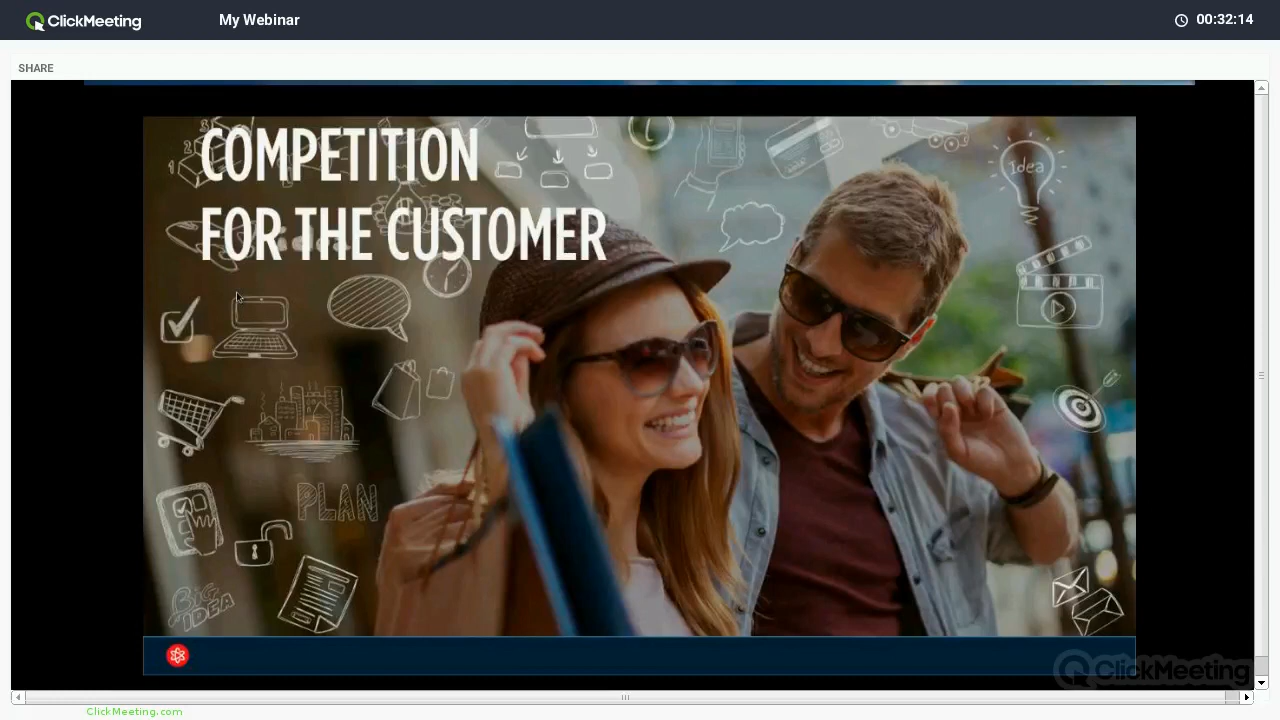 ClickMeeting
My Webinar
00:32:14
SHARE
COMPETITION
FOR THE CUSTOMER
Idea
PLAN
BIG
IDEA
ClickMeeting
ClickMeeting.com